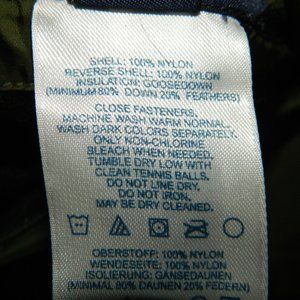 SHELL: 100% NYLON
REVERSE SHELL: 100% NYLON
INSULATION: GOOSEDOWN
(MINIMUM 80% DOWN 20% FEATHERS)
CLOSE FASTENERS.
MACHINE WASH WARM NORMAL.
WASH DARK COLORS SEPARATELY.
ONLY NON-CHLORINE
BLEACH WHEN NEEDED.
TUMBLE DRY LOW WITH
CLEAN TENNIS BALLS.
DO NOT LINE DRY.
DO NOT IRON.
MAY BE DRY CLEANED.
OBERSTOFF: 100% NYLON
WENDESEITE: 100% NYLON
ISOLIERUNG: GÄNSEDAUNEN
(MINIMAL 80% DAUNEN 20% FEDERN)